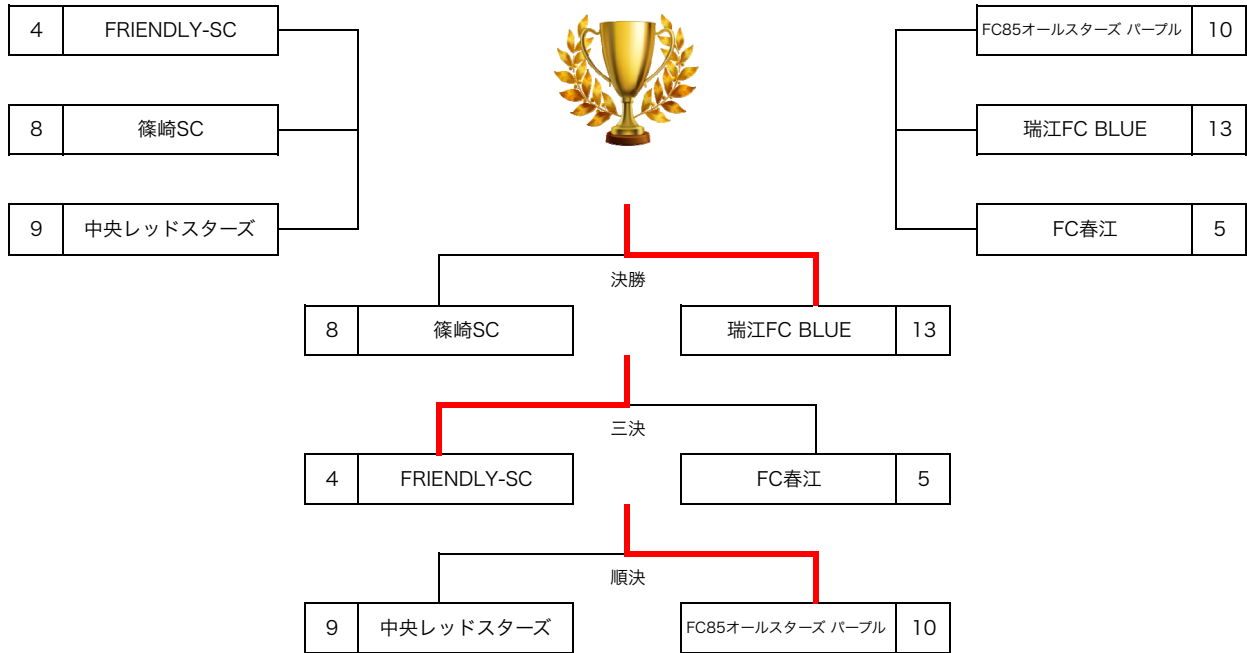 4 FRIENDLY-SC
FC85オールスターズ パープル 10
8 篠崎SC
瑞江FC BLUE 13
9 中央レッドスターズ
FC春江 5
決勝
8 篠崎SC
瑞江FC BLUE 13
三決
4 FRIENDLY-SC
FC春江 5
順決
9 中央レッドスターズ
FC85オールスターズ パープル 10